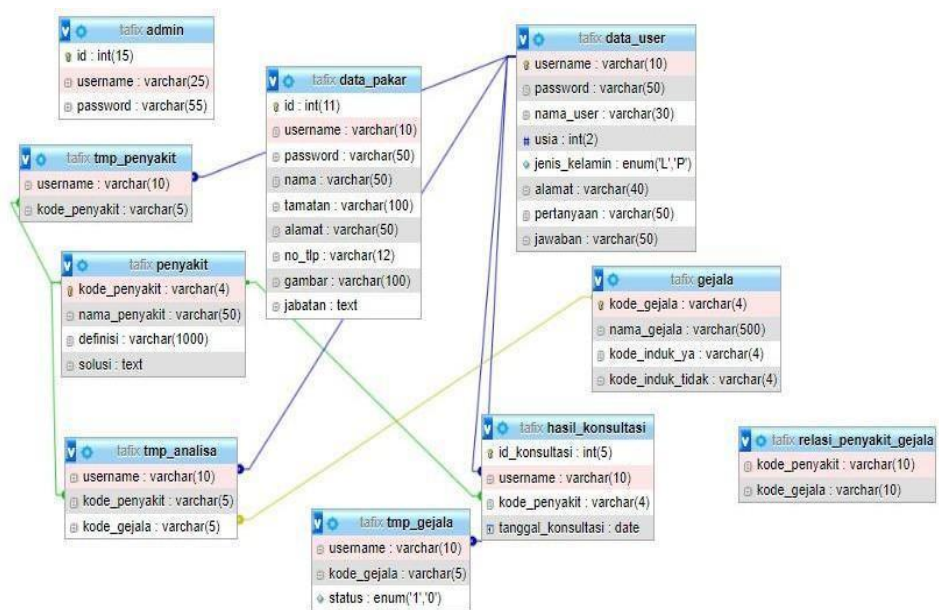 tafix admin
id : int(15)
username : varchar(25)
password : varchar(55)
tafix data_pakar
id : int(11)
username : varchar(10)
password : varchar(50)
nama : varchar(50)
tamatan : varchar(100)
alamat : varchar(50)
no_tlp : varchar(12)
gambar : varchar(100)
jabatan : text
tafix data_user
username : varchar(10)
password : varchar(50)
nama_user : varchar(30)
# usia : int(2)
jenis_kelamin : enum('L','P')
alamat : varchar(40)
pertanyaan : varchar(50)
jawaban : varchar(50)
tafix tmp_penyakit
username : varchar(10)
kode_penyakit : varchar(5)
tafix penyakit
kode_penyakit : varchar(4)
nama_penyakit : varchar(50)
definisi : varchar(1000)
solusi : text
tafix gejala
kode_gejala : varchar(4)
nama_gejala : varchar(500)
kode_induk_ya : varchar(4)
kode_induk_tidak : varchar(4)
tafix tmp_analisa
username : varchar(10)
kode_penyakit : varchar(5)
kode_gejala : varchar(5)
tafix hasil_konsultasi
id_konsultasi : int(5)
username : varchar(10)
kode_penyakit : varchar(4)
tanggal_konsultasi : date
tafix relasi_penyakit_gejala
kode_penyakit : varchar(10)
kode_gejala : varchar(10)
tafix tmp_gejala
username : varchar(10)
kode_gejala : varchar(5)
status : enum('1','0')